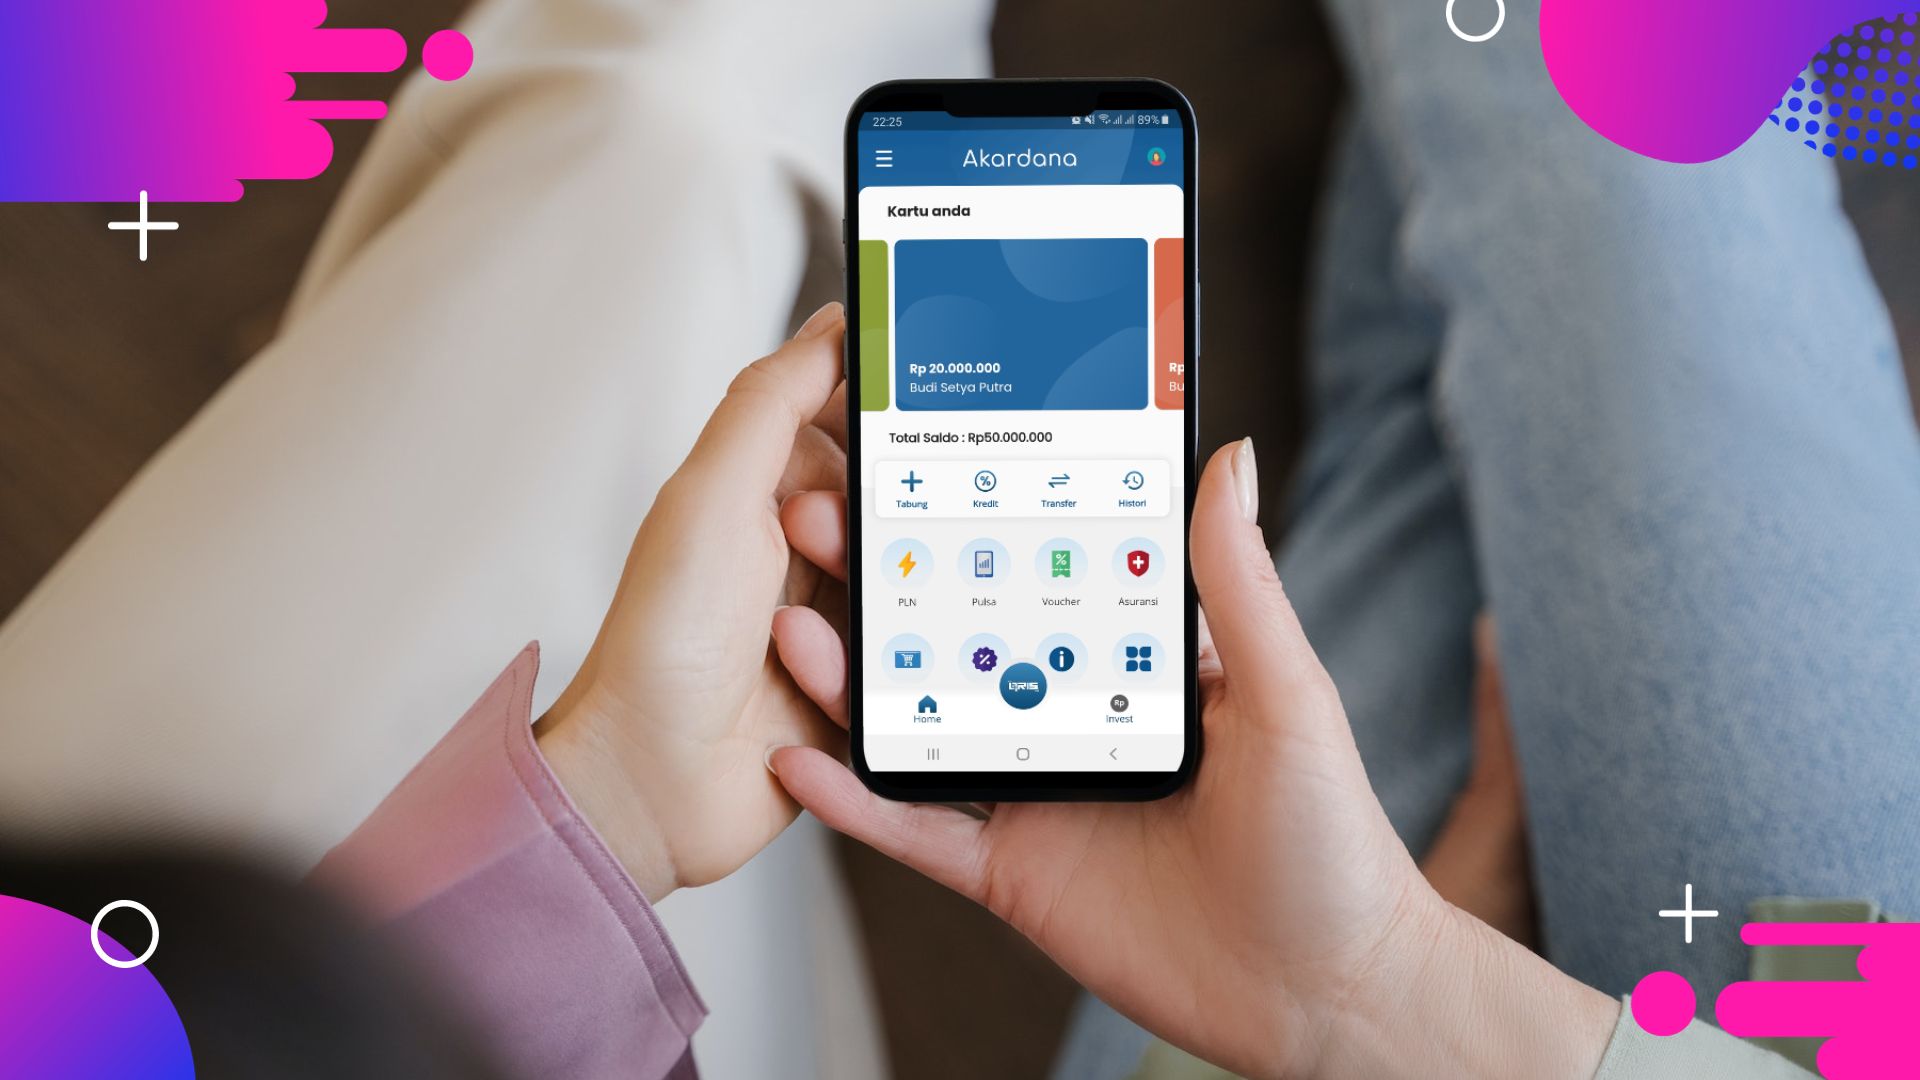 22:25
89%
Akardana
Kartu anda
Rp 20.000.000
Budi Setya Putra
Rp
Bu
Total Saldo : Rp50.000.000
Tabung Kredit Transfer Histori
PLN Pulsa Voucher Asuransi
QRIS
Home
Rp
Invest